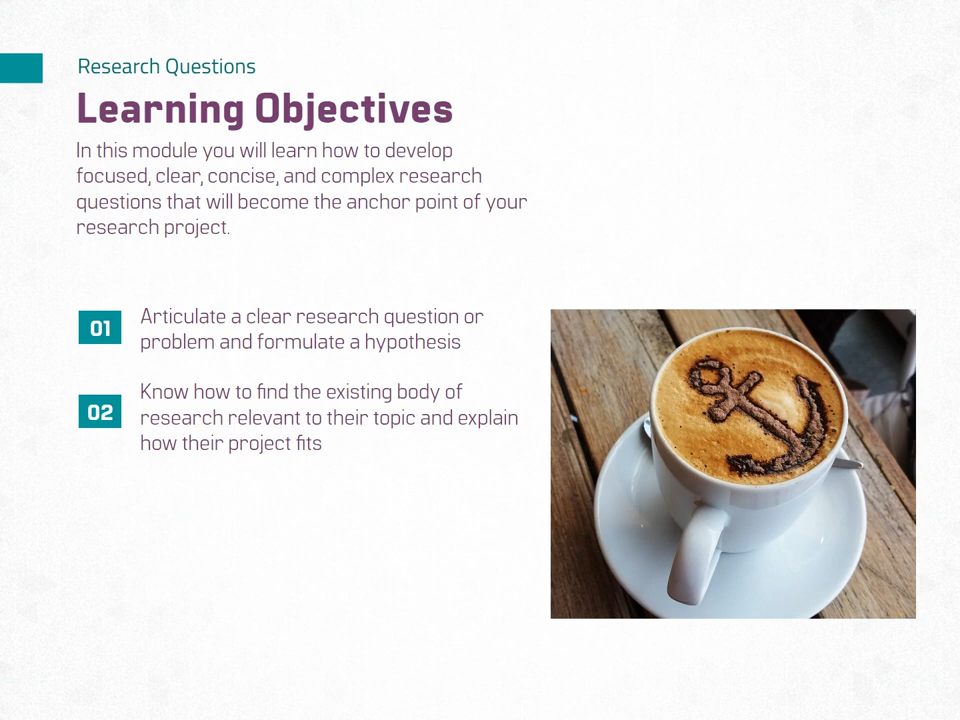 Research Questions
Learning Objectives
In this module you will learn how to develop
focused, clear, concise, and complex research
questions that will become the anchor point of your
research project.
01
Articulate a clear research question or
problem and formulate a hypothesis
02
Know how to find the existing body of
research relevant to their topic and explain
how their project fits